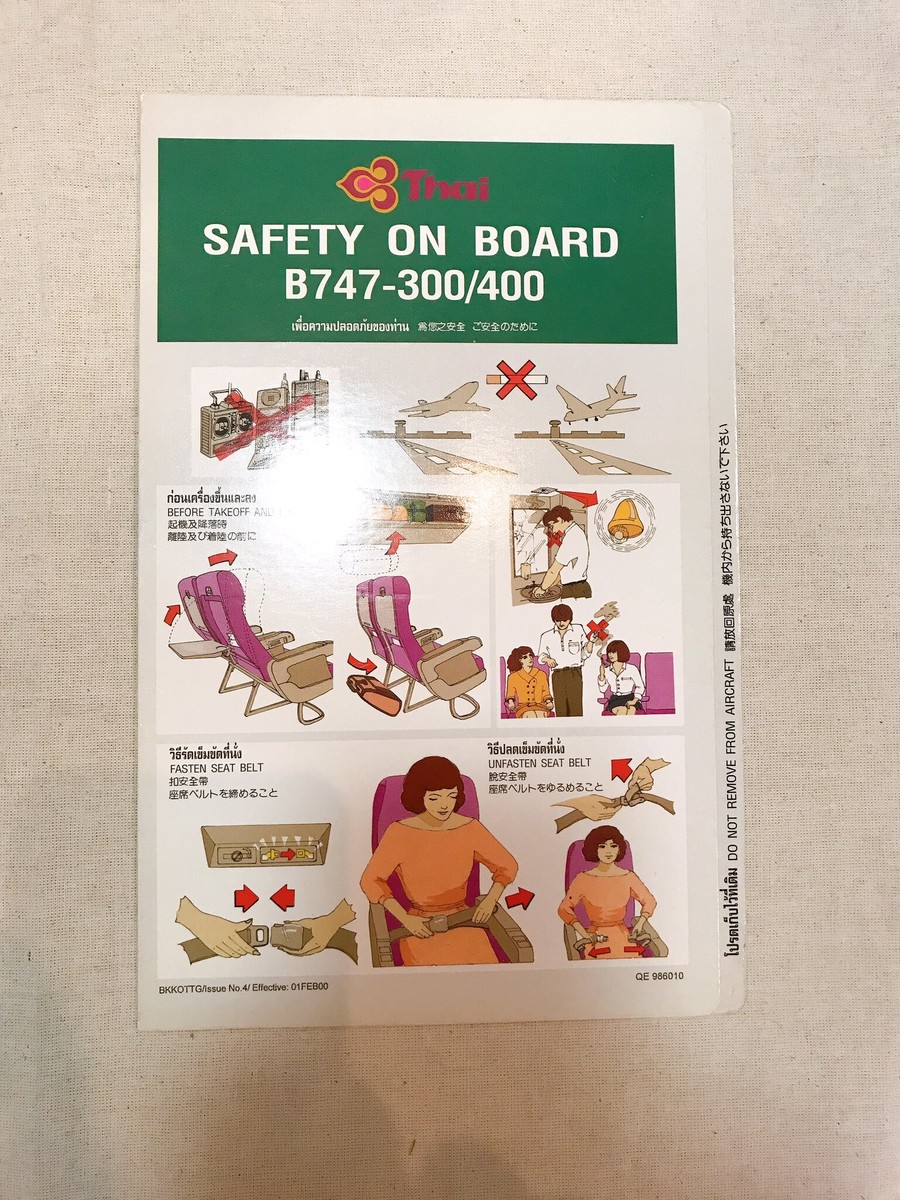 Thai
SAFETY ON BOARD
B747-300/400
เพื่อความปลอดภัยของท่าน 為您之安全 ご安全のために
ก่อนเครื่องขึ้นและลง
BEFORE TAKEOFF AND
起機及降落時
離陸及び着陸の前に
วิธีรัดเข็มขัดที่นั่ง
FASTEN SEAT BELT
扣安全帶
座席ベルトを締めること
วิธีปลดเข็มขัดที่นั่ง
UNFASTEN SEAT BELT
脫安全帶
座席ベルトをゆるめること
BKKOTTG/Issue No.4/ Effective: 01FEB00
QE 986010
โปรดเก็บไว้ที่เดิม DO NOT REMOVE FROM AIRCRAFT 請放回原處 機内から持ち出さないで下さい